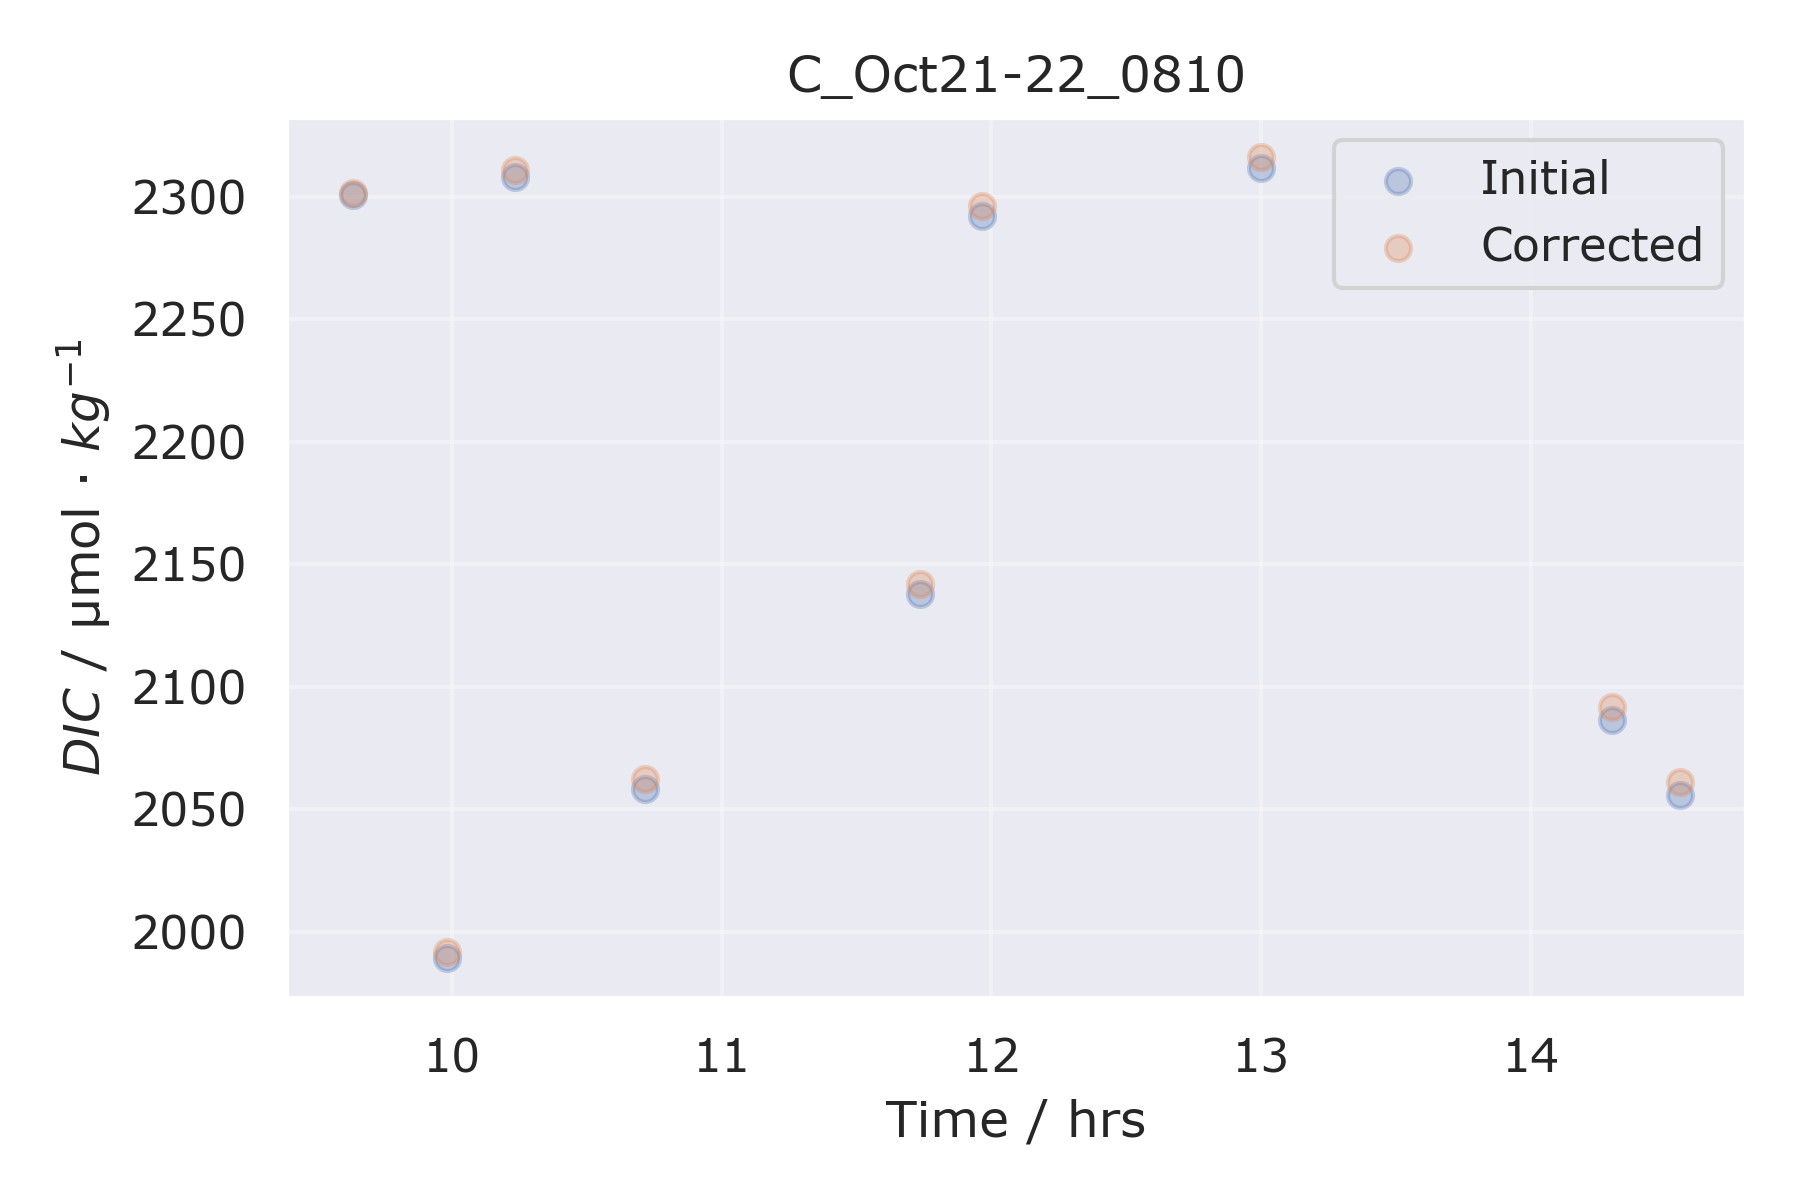 C_Oct21-22_0810
Initial
Corrected
2300
2250
2200
2150
2100
2050
2000
DIC / µmol · kg⁻¹
10 11 12 13 14
Time / hrs